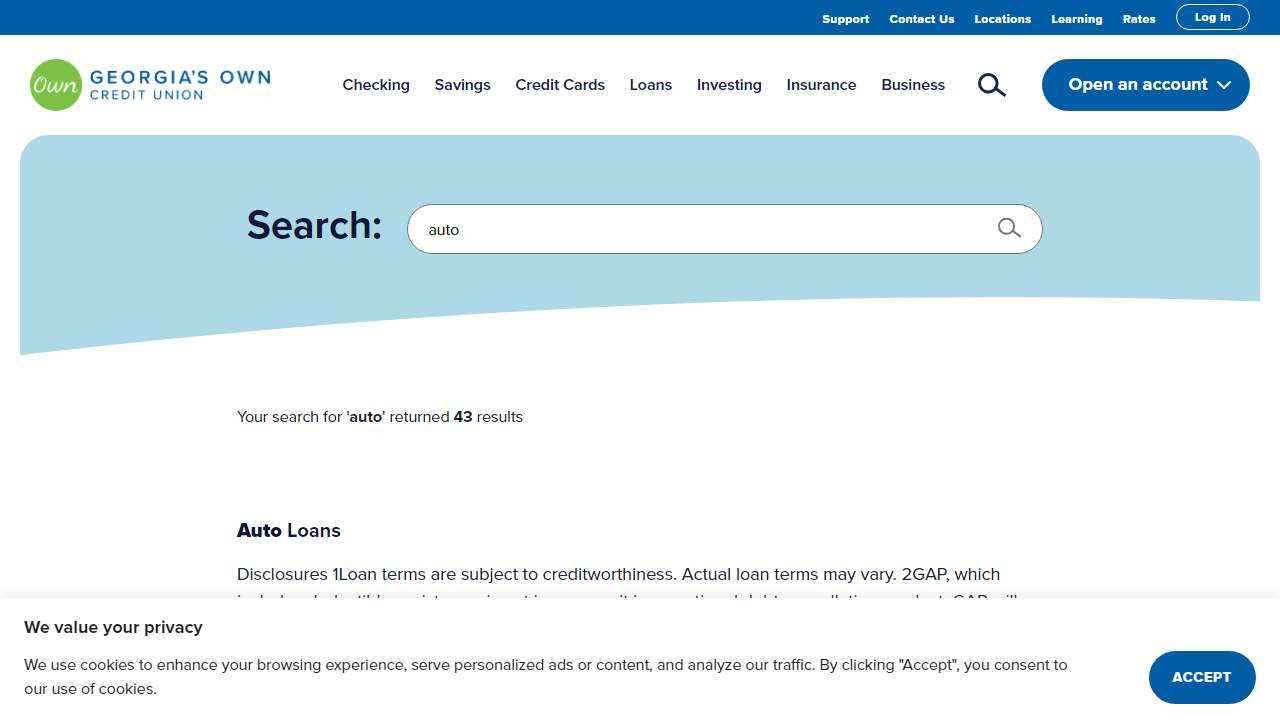 Support Contact Us Locations Learning Rates Log In
Own GEORGIA'S OWN
CREDIT UNION
Checking Savings Credit Cards Loans Investing Insurance Business Open an account
Search: auto
Your search for 'auto' returned 43 results
Auto Loans
Disclosures 1Loan terms are subject to creditworthiness. Actual loan terms may vary. 2GAP, which
We value your privacy
We use cookies to enhance your browsing experience, serve personalized ads or content, and analyze our traffic. By clicking "Accept", you consent to
our use of cookies.
ACCEPT